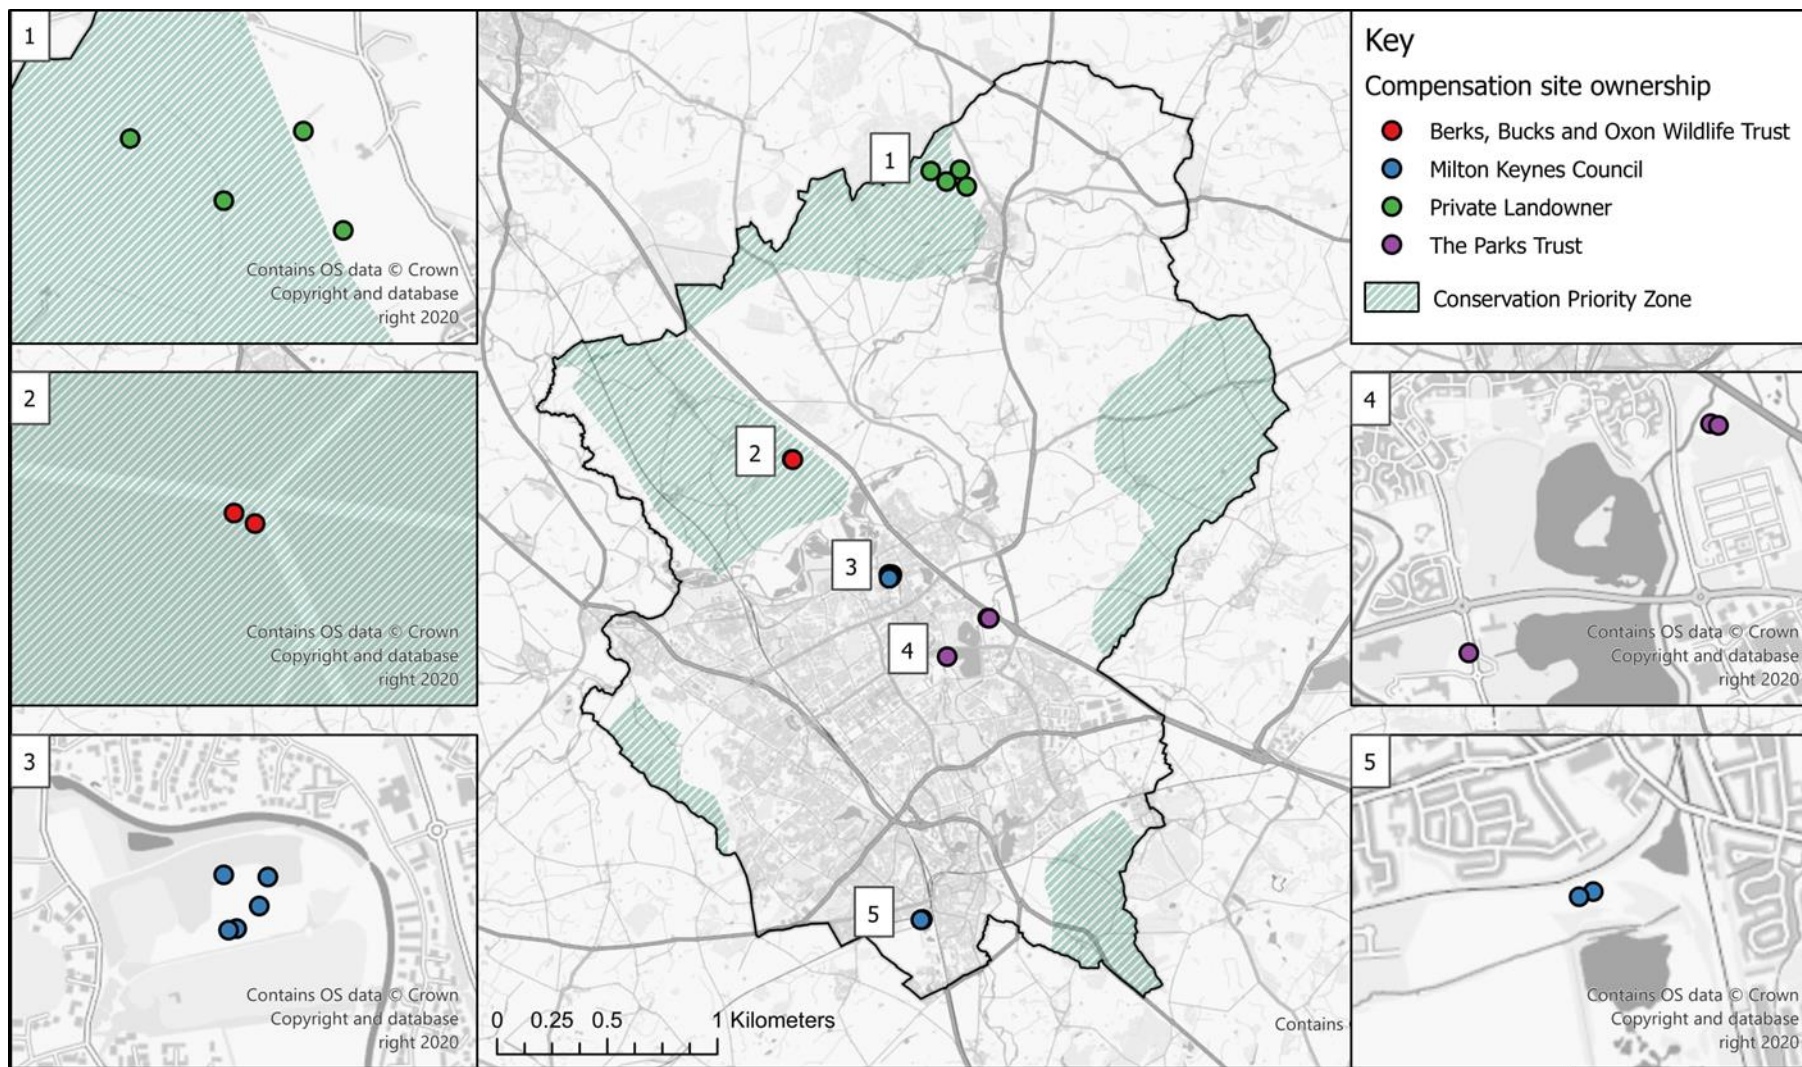 1
Contains OS data © Crown
Copyright and database
right 2020
2
Contains OS data © Crown
Copyright and database
right 2020
3
Contains OS data © Crown
Copyright and database
right 2020
1
2
3
4
5
0 0.25 0.5 1 Kilometers
Contains
Key
Compensation site ownership
Berks, Bucks and Oxon Wildlife Trust
Milton Keynes Council
Private Landowner
The Parks Trust
Conservation Priority Zone
4
Contains OS data © Crown
Copyright and database
right 2020
5
Contains OS data © Crown
Copyright and database
right 2020